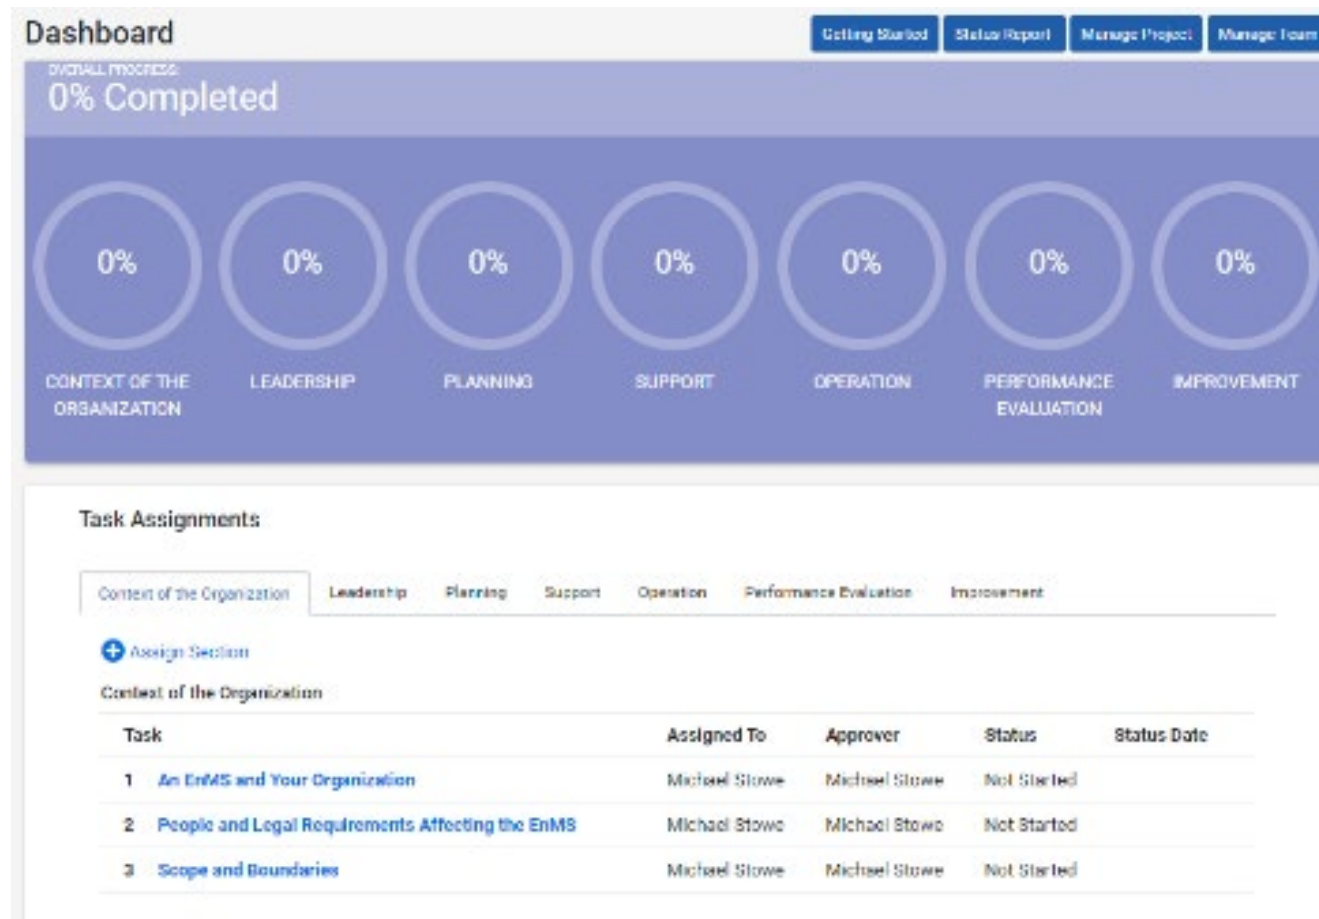 Dashboard
Getting Started Status Report Manage Project Manage Team
OVERALL PROGRESS:
0% Completed
0% 0% 0% 0% 0% 0% 0%
CONTEXT OF THE ORGANIZATION LEADERSHIP PLANNING SUPPORT OPERATION PERFORMANCE EVALUATION IMPROVEMENT
Task Assignments
Context of the Organization Leadership Planning Support Operation Performance Evaluation Improvement
Assign Section
Context of the Organization
Task Assigned To Approver Status Status Date
1 An EnMS and Your Organization Michael Stowe Michael Stowe Not Started
2 People and Legal Requirements Affecting the EnMS Michael Stowe Michael Stowe Not Started
3 Scope and Boundaries Michael Stowe Michael Stowe Not Started